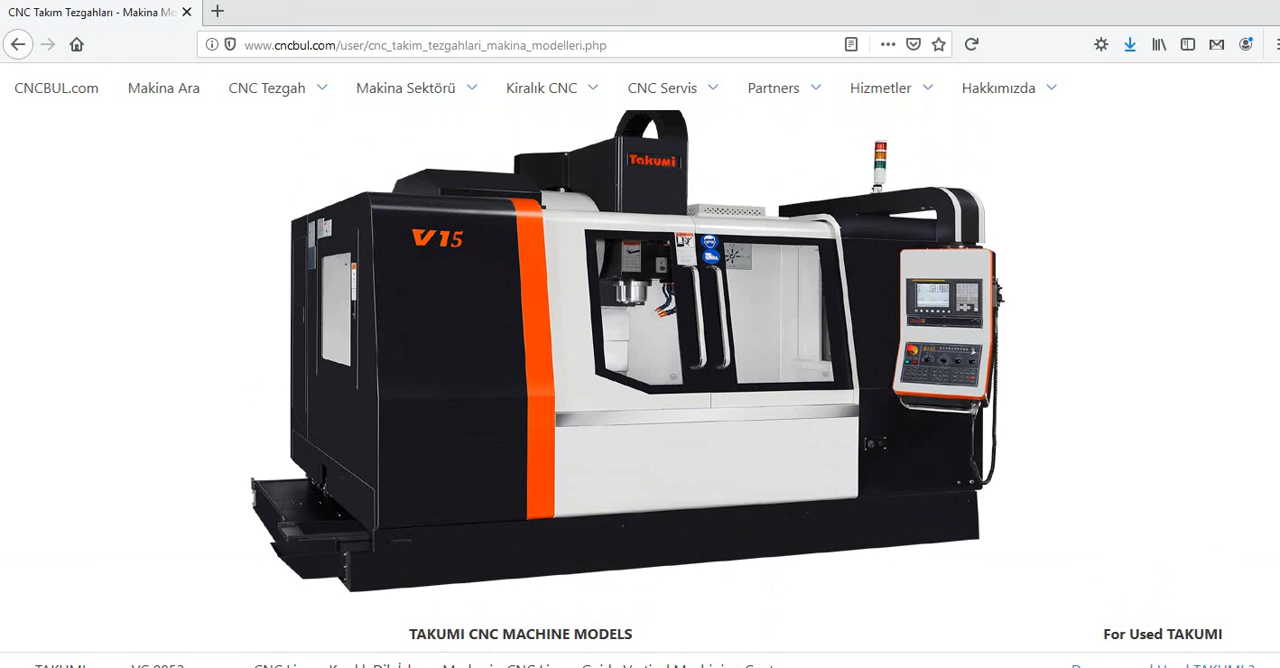 CNC Takım Tezgahları - Makina Mo
www.cncbul.com/user/cnc_takim_tezgahlari_makina_modelleri.php
CNCBUL.com Makina Ara CNC Tezgah Makina Sektörü Kiralık CNC CNC Servis Partners Hizmetler Hakkımızda
Takumi
V15
TAKUMI CNC MACHINE MODELS For Used TAKUMI